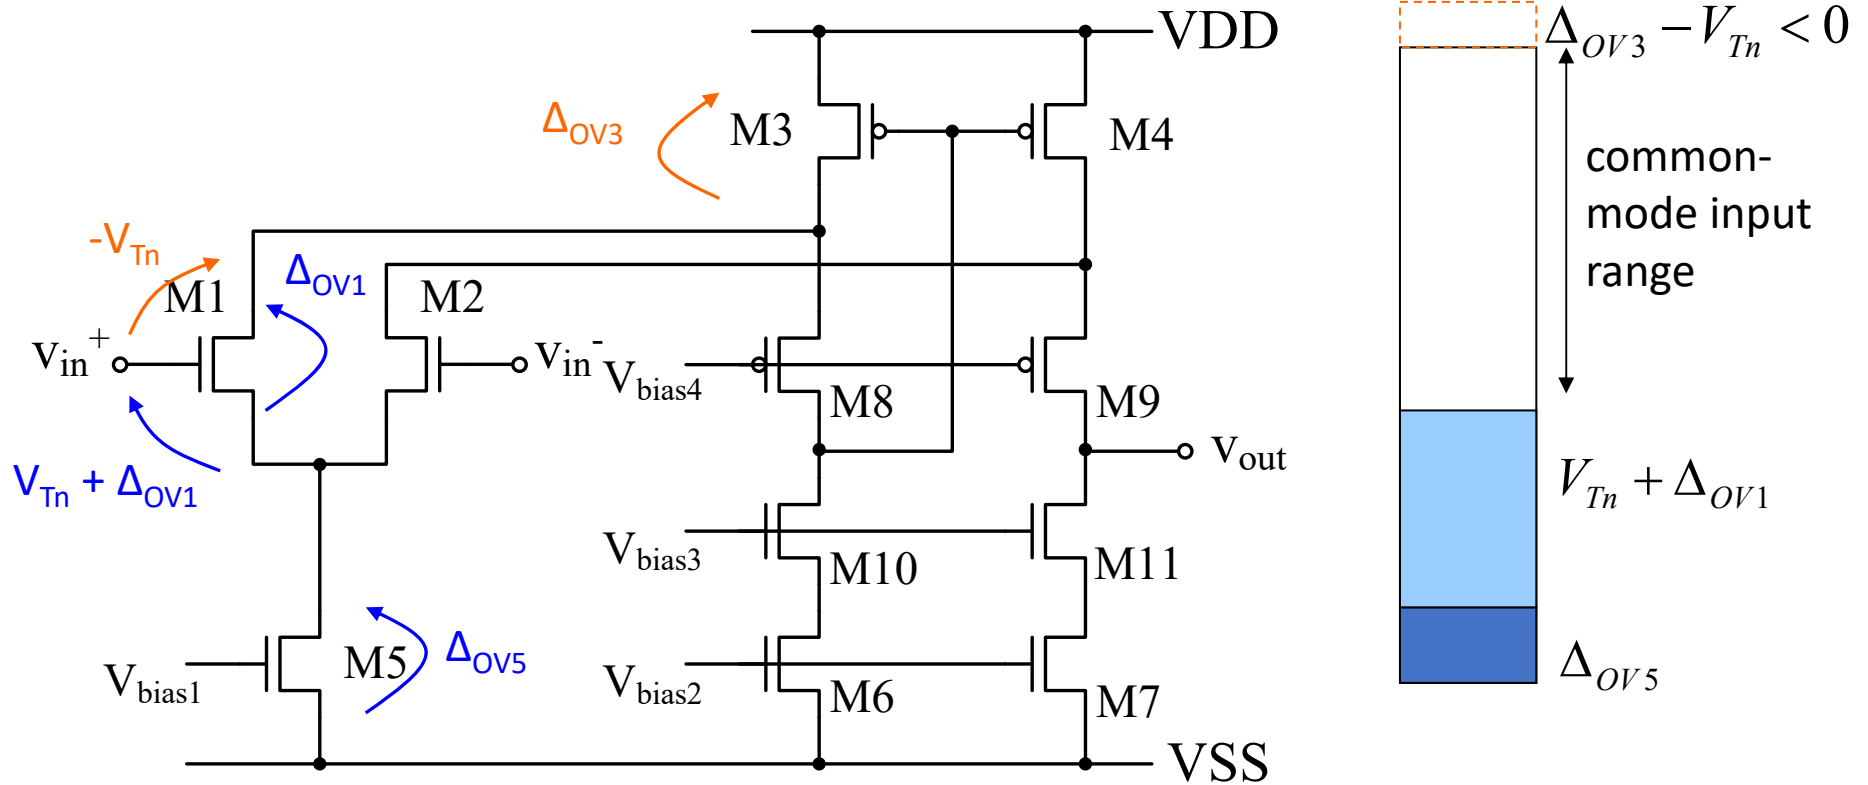 VDD
Δ_OV3 − V_Tn < 0
Δ_OV3
M3
M4
common-
mode input
range
-V_Tn
M1
Δ_OV1
M2
v_in^+
v_in^-
V_bias4
M8
M9
V_Tn + Δ_OV1
v_out
V_Tn + Δ_OV1
V_bias3
M10
M11
V_bias1
M5
Δ_OV5
V_bias2
M6
M7
Δ_OV5
VSS